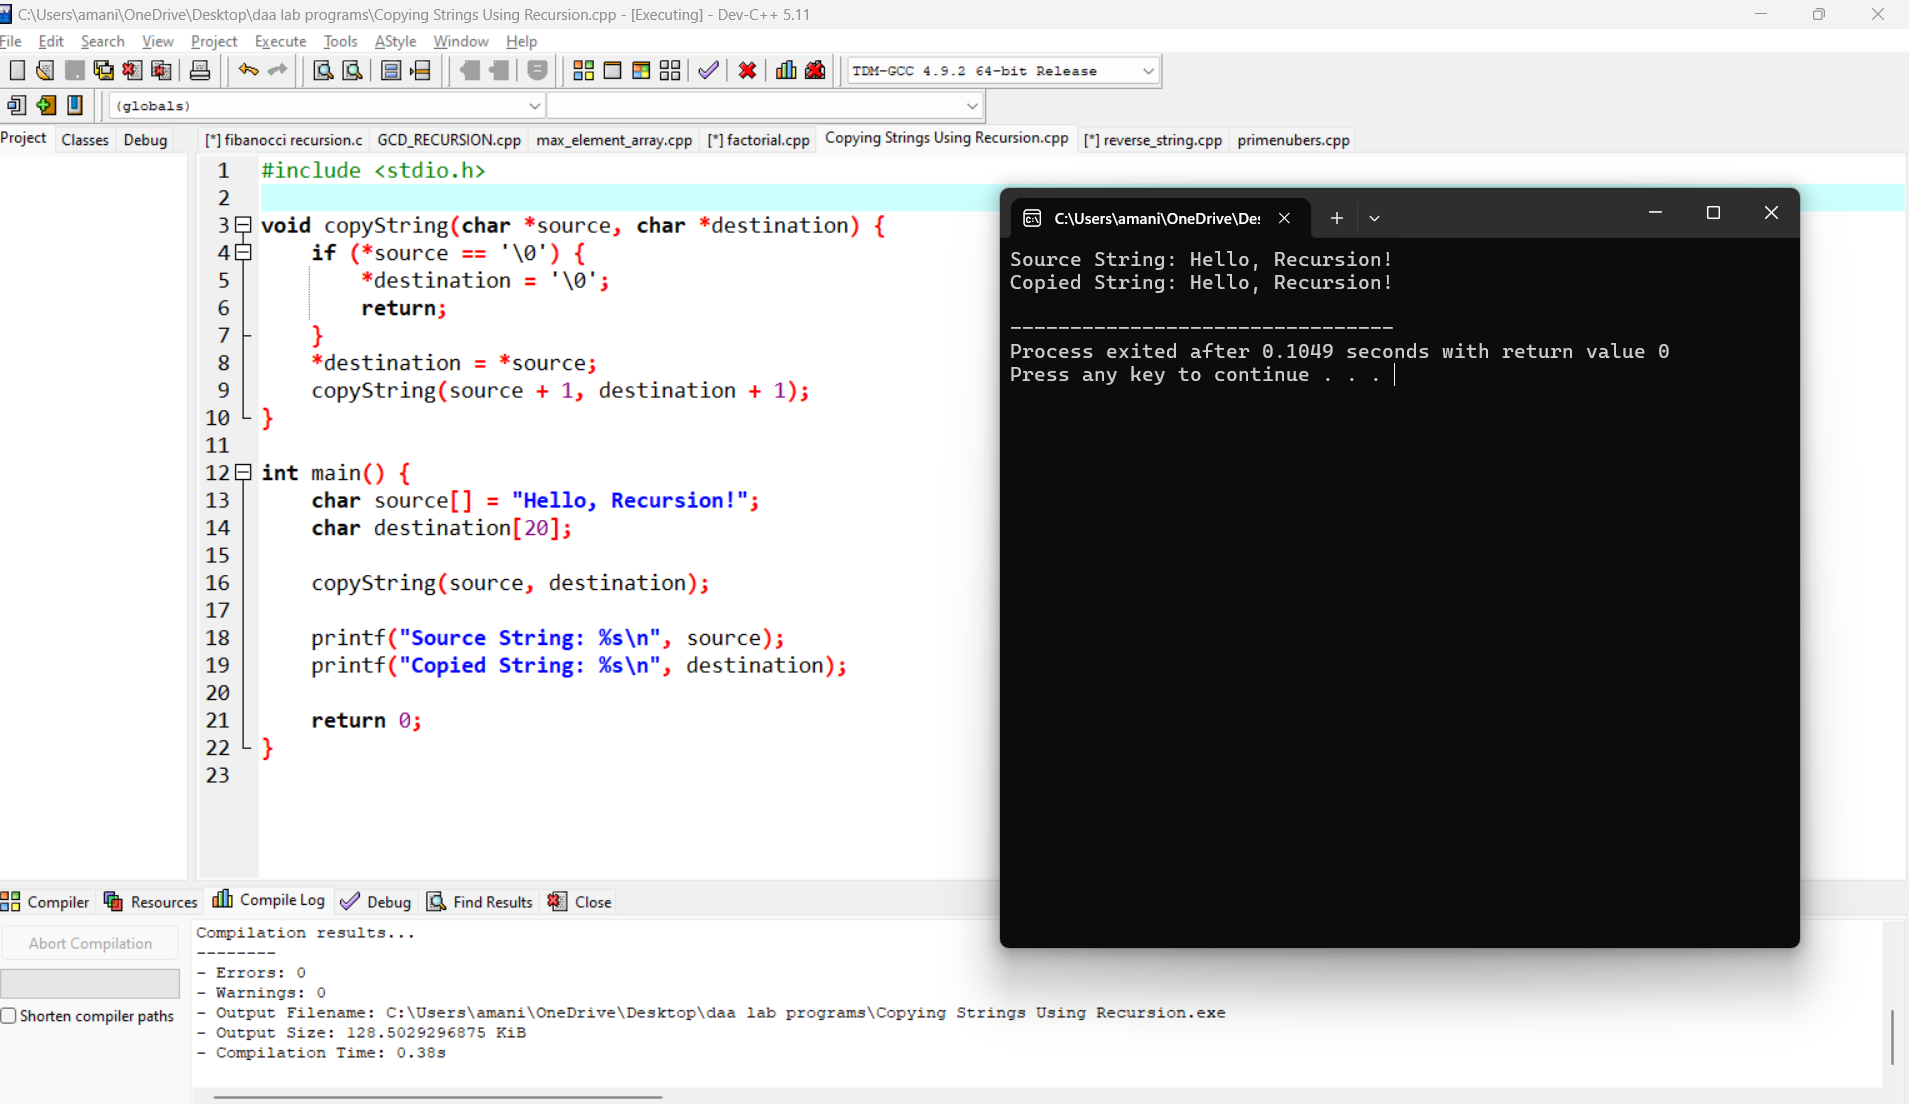 C:\Users\amani\OneDrive\Desktop\daa lab programs\Copying Strings Using Recursion.cpp - [Executing] - Dev-C++ 5.11
File Edit Search View Project Execute Tools AStyle Window Help
TDM-GCC 4.9.2 64-bit Release
(globals)
Project Classes Debug
[*] fibanocci recursion.c GCD_RECURSION.cpp max_element_array.cpp [*] factorial.cpp Copying Strings Using Recursion.cpp [*] reverse_string.cpp primenubers.cpp
1 #include <stdio.h>
2
3 void copyString(char *source, char *destination) {
4 if (*source == '\0') {
5 *destination = '\0';
6 return;
7 }
8 *destination = *source;
9 copyString(source + 1, destination + 1);
10 }
11
12 int main() {
13 char source[] = "Hello, Recursion!";
14 char destination[20];
15
16 copyString(source, destination);
17
18 printf("Source String: %s\n", source);
19 printf("Copied String: %s\n", destination);
20
21 return 0;
22 }
23
C:\Users\amani\OneDrive\Des
Source String: Hello, Recursion!
Copied String: Hello, Recursion!
--------------------------------
Process exited after 0.1049 seconds with return value 0
Press any key to continue . . .
Compiler Resources Compile Log Debug Find Results Close
Abort Compilation
Shorten compiler paths
Compilation results...
--------
- Errors: 0
- Warnings: 0
- Output Filename: C:\Users\amani\OneDrive\Desktop\daa lab programs\Copying Strings Using Recursion.exe
- Output Size: 128.5029296875 KiB
- Compilation Time: 0.38s